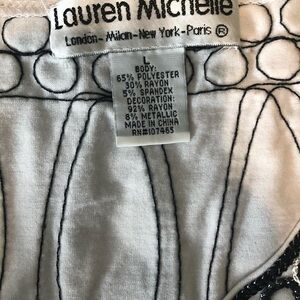 Lauren Michelle
London - Milan - New York - Paris ®
L
BODY:
65% POLYESTER
30% RAYON
5% SPANDEX
DECORATION:
92% RAYON
8% METALLIC
MADE IN CHINA
RN#107465